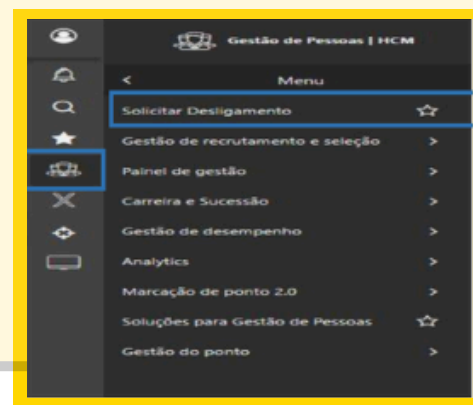 Gestão de Pessoas | HCM
< Menu
Solicitar Desligamento
Gestão de recrutamento e seleção >
Painel de gestão >
Carreira e Sucessão >
Gestão de desempenho >
Analytics >
Marcação de ponto 2.0 >
Soluções para Gestão de Pessoas
Gestão do ponto >